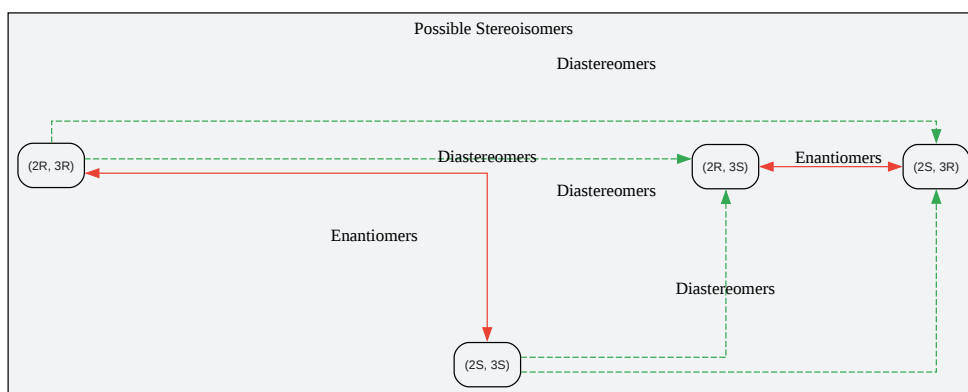 Possible Stereoisomers
Diastereomers
(2R, 3R)
Diastereomers
(2R, 3S)
Enantiomers
(2S, 3R)
Diastereomers
Enantiomers
Diastereomers
(2S, 3S)